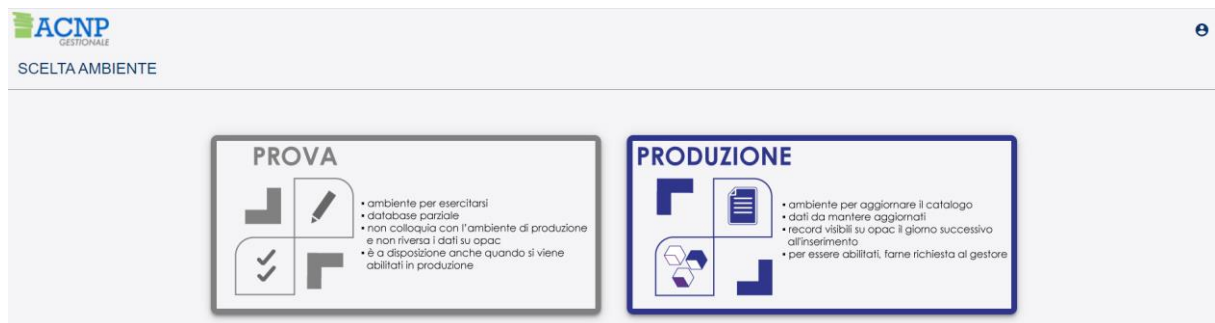 ACNP
GESTIONALE
SCELTA AMBIENTE
PROVA
• ambiente per esercitarsi
• database parziale
• non colloquia con l'ambiente di produzione
e non riversa i dati su opac
• è a disposizione anche quando si viene
abilitati in produzione
PRODUZIONE
• ambiente per aggiornare il catalogo
• dati da mantere aggiornati
• record visibili su opac il giorno successivo
all'inserimento
• per essere abilitati, farne richiesta al gestore